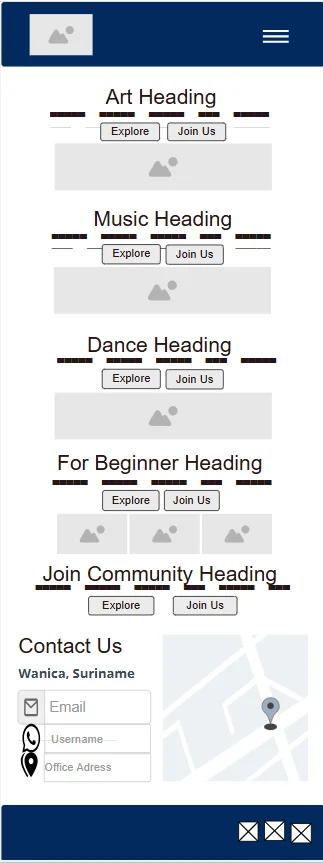 Art Heading
Explore Join Us
Music Heading
Explore Join Us
Dance Heading
Explore Join Us
For Beginner Heading
Explore Join Us
Join Community Heading
Explore Join Us
Contact Us
Wanica, Suriname
Email
Username
Office Adress